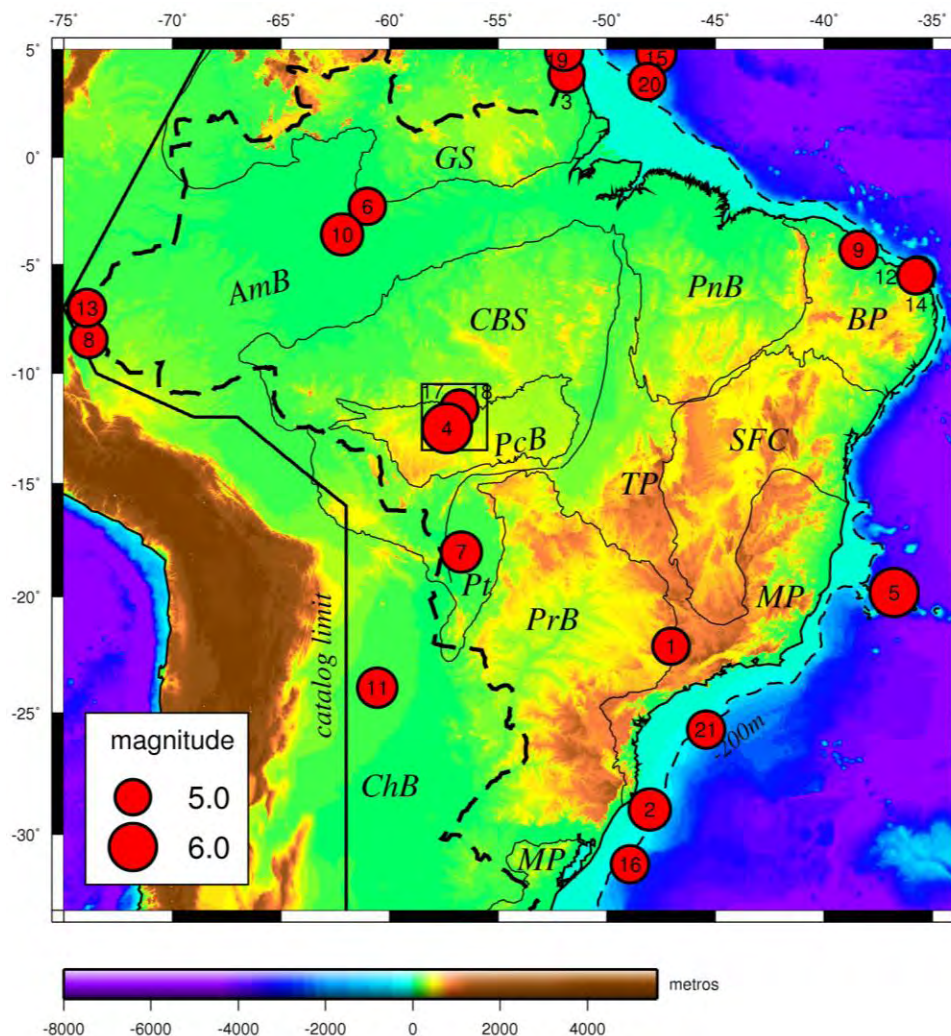 -75 -70 -65 -60 -55 -50 -45 -40 -35
5°
19 15
3 20
0°
GS
6
10
9
-5°
AmB PnB 12
13 14
CBS BP
8
-10°
17 18
4 PcB SFC
-15°
TP
7
Pt
-20° 5
MP
PrB
1
catalog limit
11
-25°
21
-200m
magnitude
5.0
ChB
2
6.0
-30°
MP 16
metros
-8000 -6000 -4000 -2000 0 2000 4000